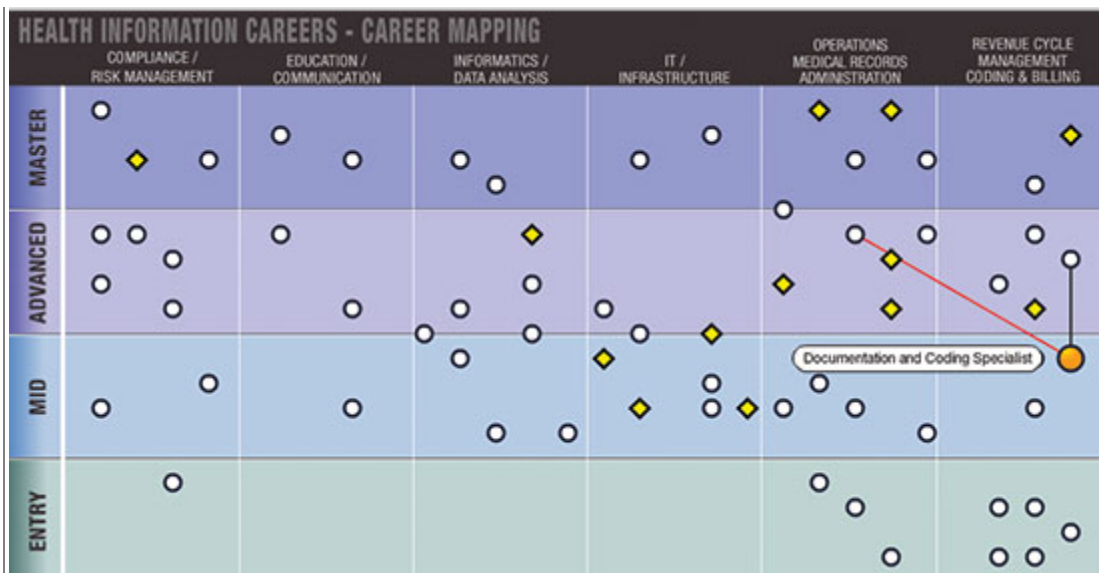 HEALTH INFORMATION CAREERS - CAREER MAPPING
COMPLIANCE /
RISK MANAGEMENT
EDUCATION /
COMMUNICATION
INFORMATICS /
DATA ANALYSIS
IT /
INFRASTRUCTURE
OPERATIONS
MEDICAL RECORDS
ADMINISTRATION
REVENUE CYCLE
MANAGEMENT
CODING & BILLING
MASTER
ADVANCED
MID
Documentation and Coding Specialist
ENTRY